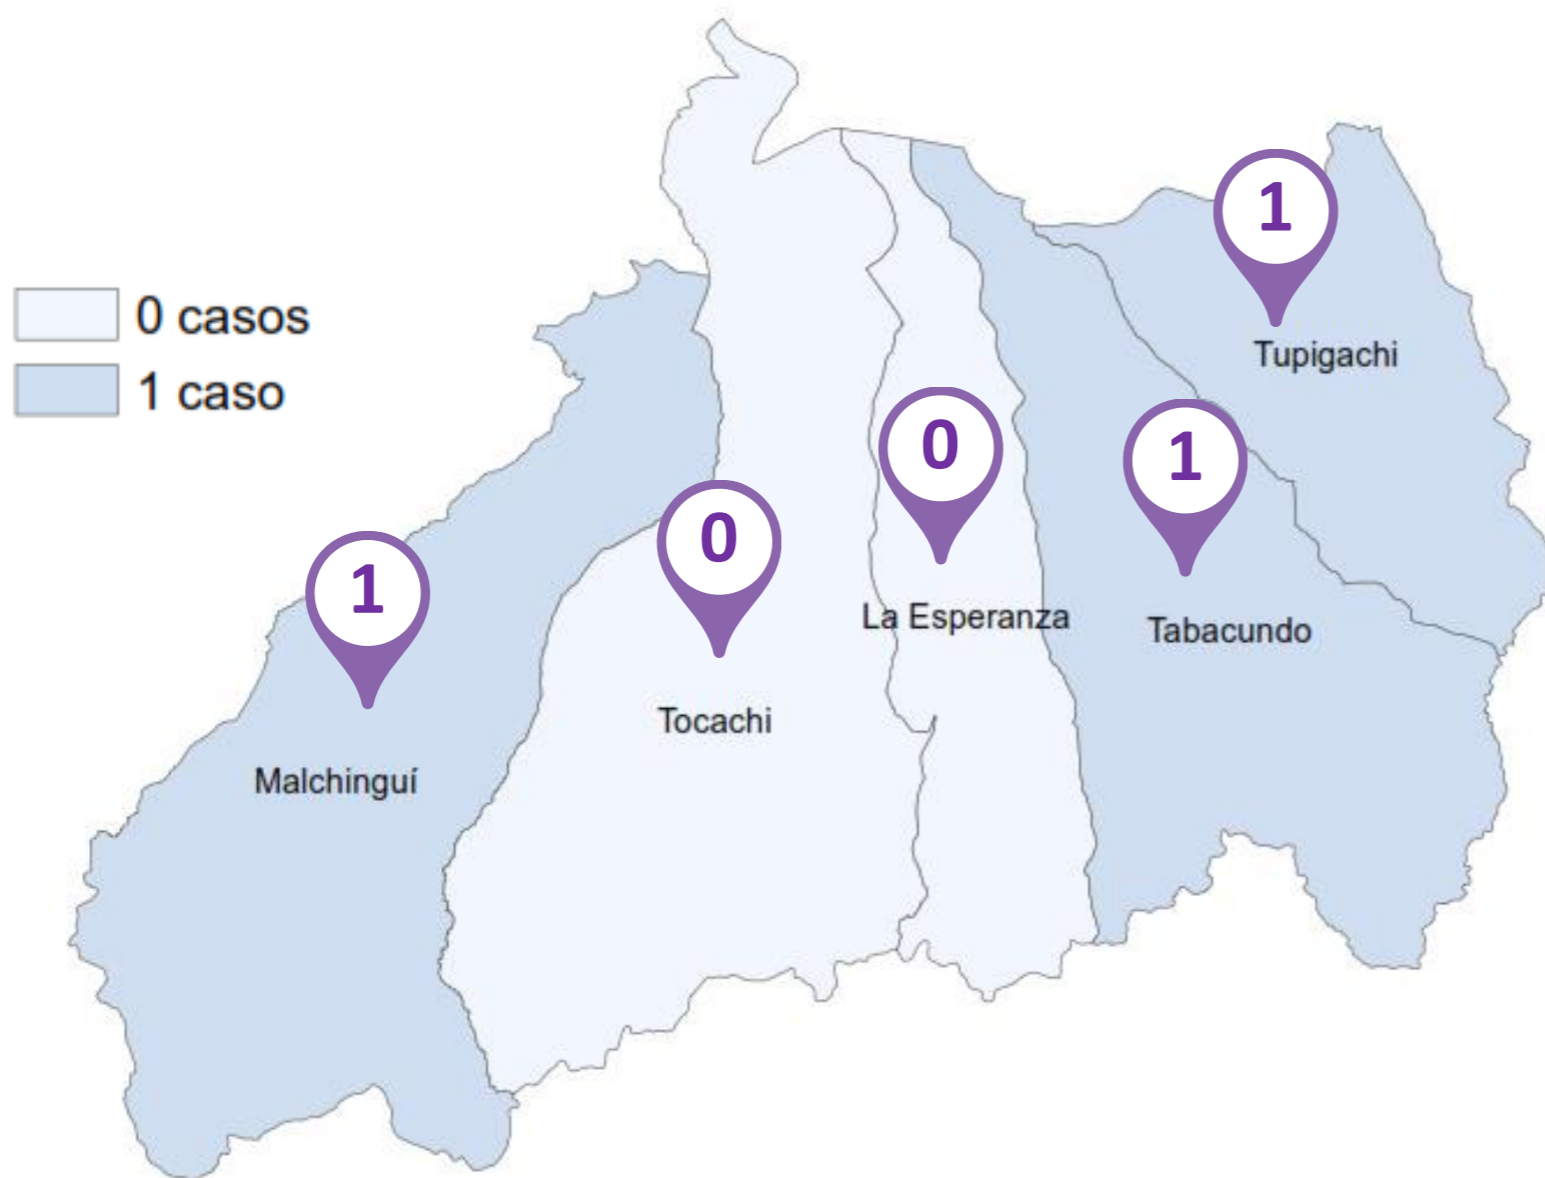 0 casos
1 caso
1
Tupigachi
0
1
La Esperanza
Tabacundo
0
Tocachi
1
Malchinguí